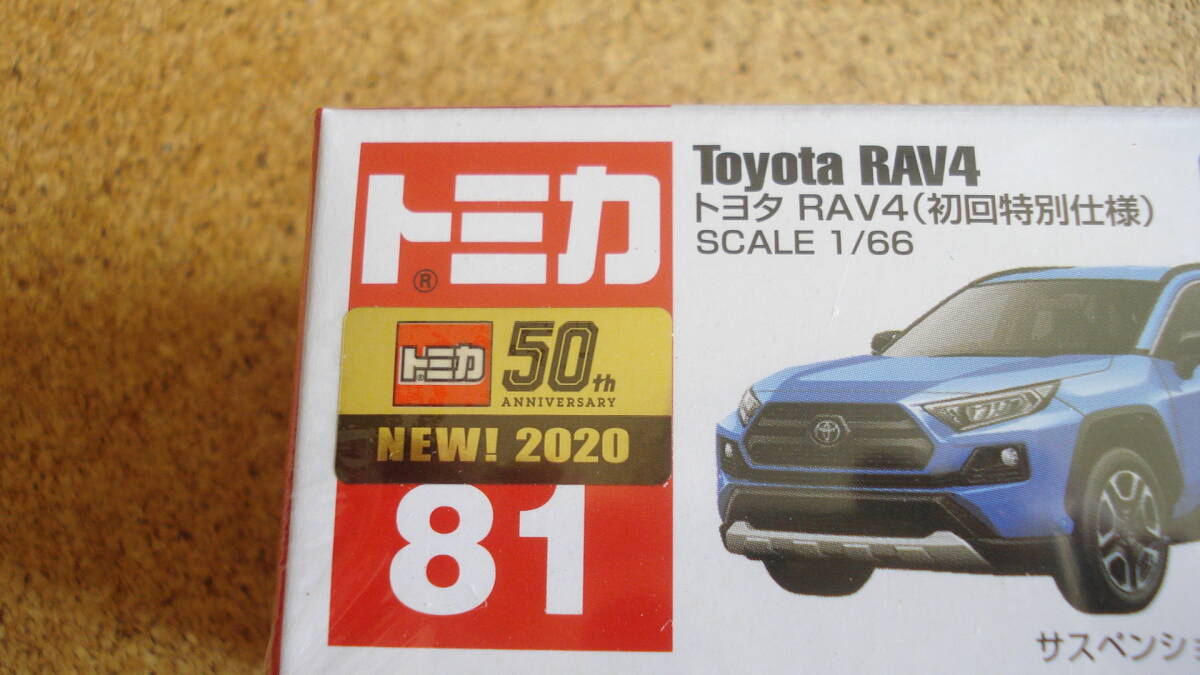 トミカ
®
トミカ
50th
ANNIVERSARY
NEW! 2020
81
Toyota RAV4
トヨタ RAV4(初回特別仕様)
SCALE 1/66
サスペンショ